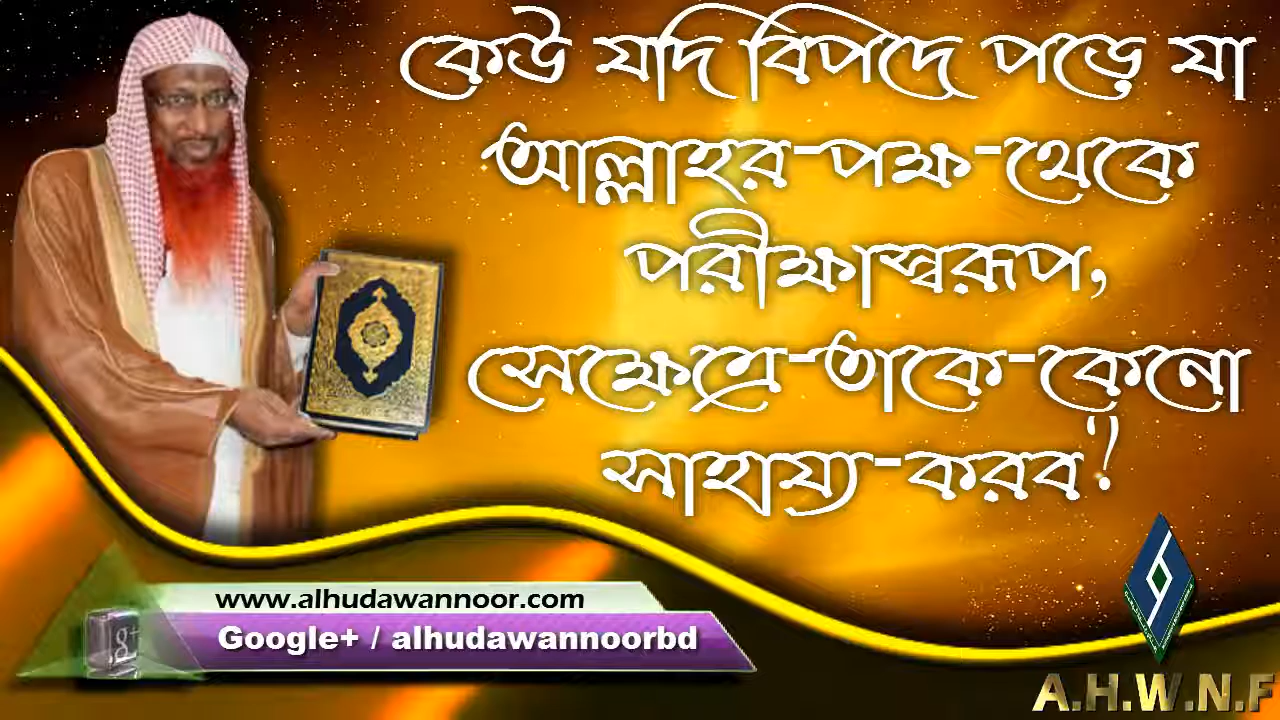 কেউ যদি বিপদে পড়ে যা
আল্লাহর-পক্ষ-থেকে
পরীক্ষাস্বরূপ,
সেক্ষেত্রে-তাকে-কেনো
সাহায্য-করব?
www.alhudawannoor.com
g+
Google+ / alhudawannoorbd
A.H.W.N.F